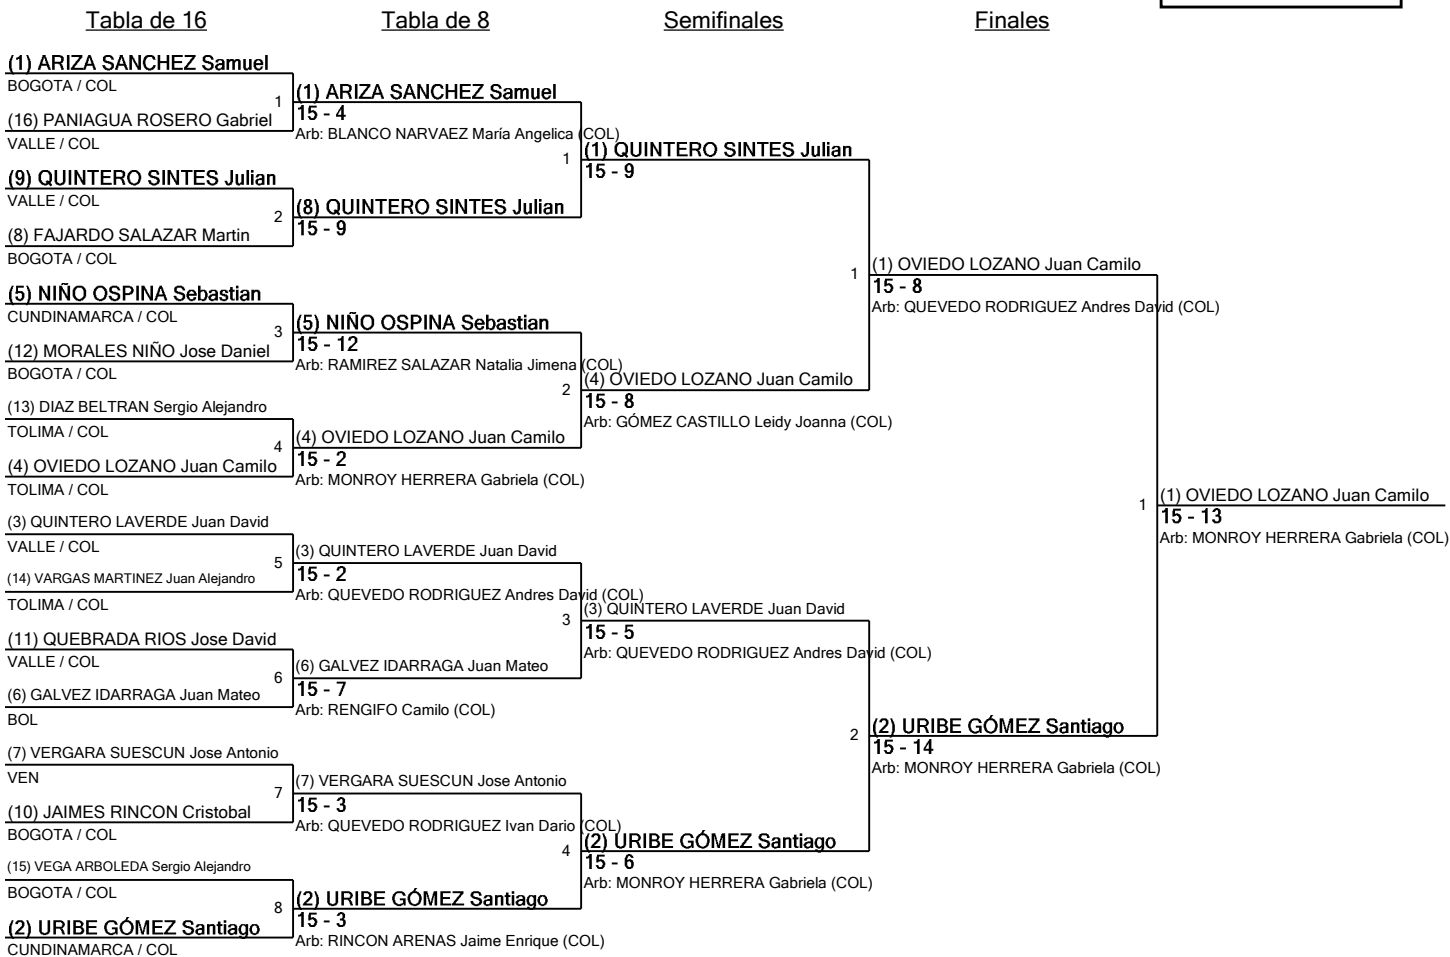 Tabla de 16
Tabla de 8
Semifinales
Finales
(1) ARIZA SANCHEZ Samuel
BOGOTA / COL
1
(16) PANIAGUA ROSERO Gabriel
VALLE / COL
(9) QUINTERO SINTES Julian
VALLE / COL
2
(8) FAJARDO SALAZAR Martin
BOGOTA / COL
(5) NIÑO OSPINA Sebastian
CUNDINAMARCA / COL
3
(12) MORALES NIÑO Jose Daniel
BOGOTA / COL
(13) DIAZ BELTRAN Sergio Alejandro
TOLIMA / COL
4
(4) OVIEDO LOZANO Juan Camilo
TOLIMA / COL
(3) QUINTERO LAVERDE Juan David
VALLE / COL
5
(14) VARGAS MARTINEZ Juan Alejandro
TOLIMA / COL
(11) QUEBRADA RIOS Jose David
VALLE / COL
6
(6) GALVEZ IDARRAGA Juan Mateo
BOL
(7) VERGARA SUESCUN Jose Antonio
VEN
7
(10) JAIMES RINCON Cristobal
BOGOTA / COL
(15) VEGA ARBOLEDA Sergio Alejandro
BOGOTA / COL
8
(2) URIBE GÓMEZ Santiago
CUNDINAMARCA / COL
(1) ARIZA SANCHEZ Samuel
15 - 4
Arb: BLANCO NARVAEZ María Angelica (COL)
1
(8) QUINTERO SINTES Julian
15 - 9
(5) NIÑO OSPINA Sebastian
15 - 12
Arb: RAMIREZ SALAZAR Natalia Jimena (COL)
2
(4) OVIEDO LOZANO Juan Camilo
15 - 2
Arb: MONROY HERRERA Gabriela (COL)
(3) QUINTERO LAVERDE Juan David
15 - 2
Arb: QUEVEDO RODRIGUEZ Andres David (COL)
3
(6) GALVEZ IDARRAGA Juan Mateo
15 - 7
Arb: RENGIFO Camilo (COL)
(7) VERGARA SUESCUN Jose Antonio
15 - 3
Arb: QUEVEDO RODRIGUEZ Ivan Dario (COL)
4
(2) URIBE GÓMEZ Santiago
15 - 3
Arb: RINCON ARENAS Jaime Enrique (COL)
(1) QUINTERO SINTES Julian
15 - 9
1
(4) OVIEDO LOZANO Juan Camilo
15 - 8
Arb: GÓMEZ CASTILLO Leidy Joanna (COL)
(3) QUINTERO LAVERDE Juan David
15 - 5
Arb: QUEVEDO RODRIGUEZ Andres David (COL)
2
(2) URIBE GÓMEZ Santiago
15 - 6
Arb: MONROY HERRERA Gabriela (COL)
(1) OVIEDO LOZANO Juan Camilo
15 - 8
Arb: QUEVEDO RODRIGUEZ Andres David (COL)
1
(2) URIBE GÓMEZ Santiago
15 - 14
Arb: MONROY HERRERA Gabriela (COL)
(1) OVIEDO LOZANO Juan Camilo
15 - 13
Arb: MONROY HERRERA Gabriela (COL)